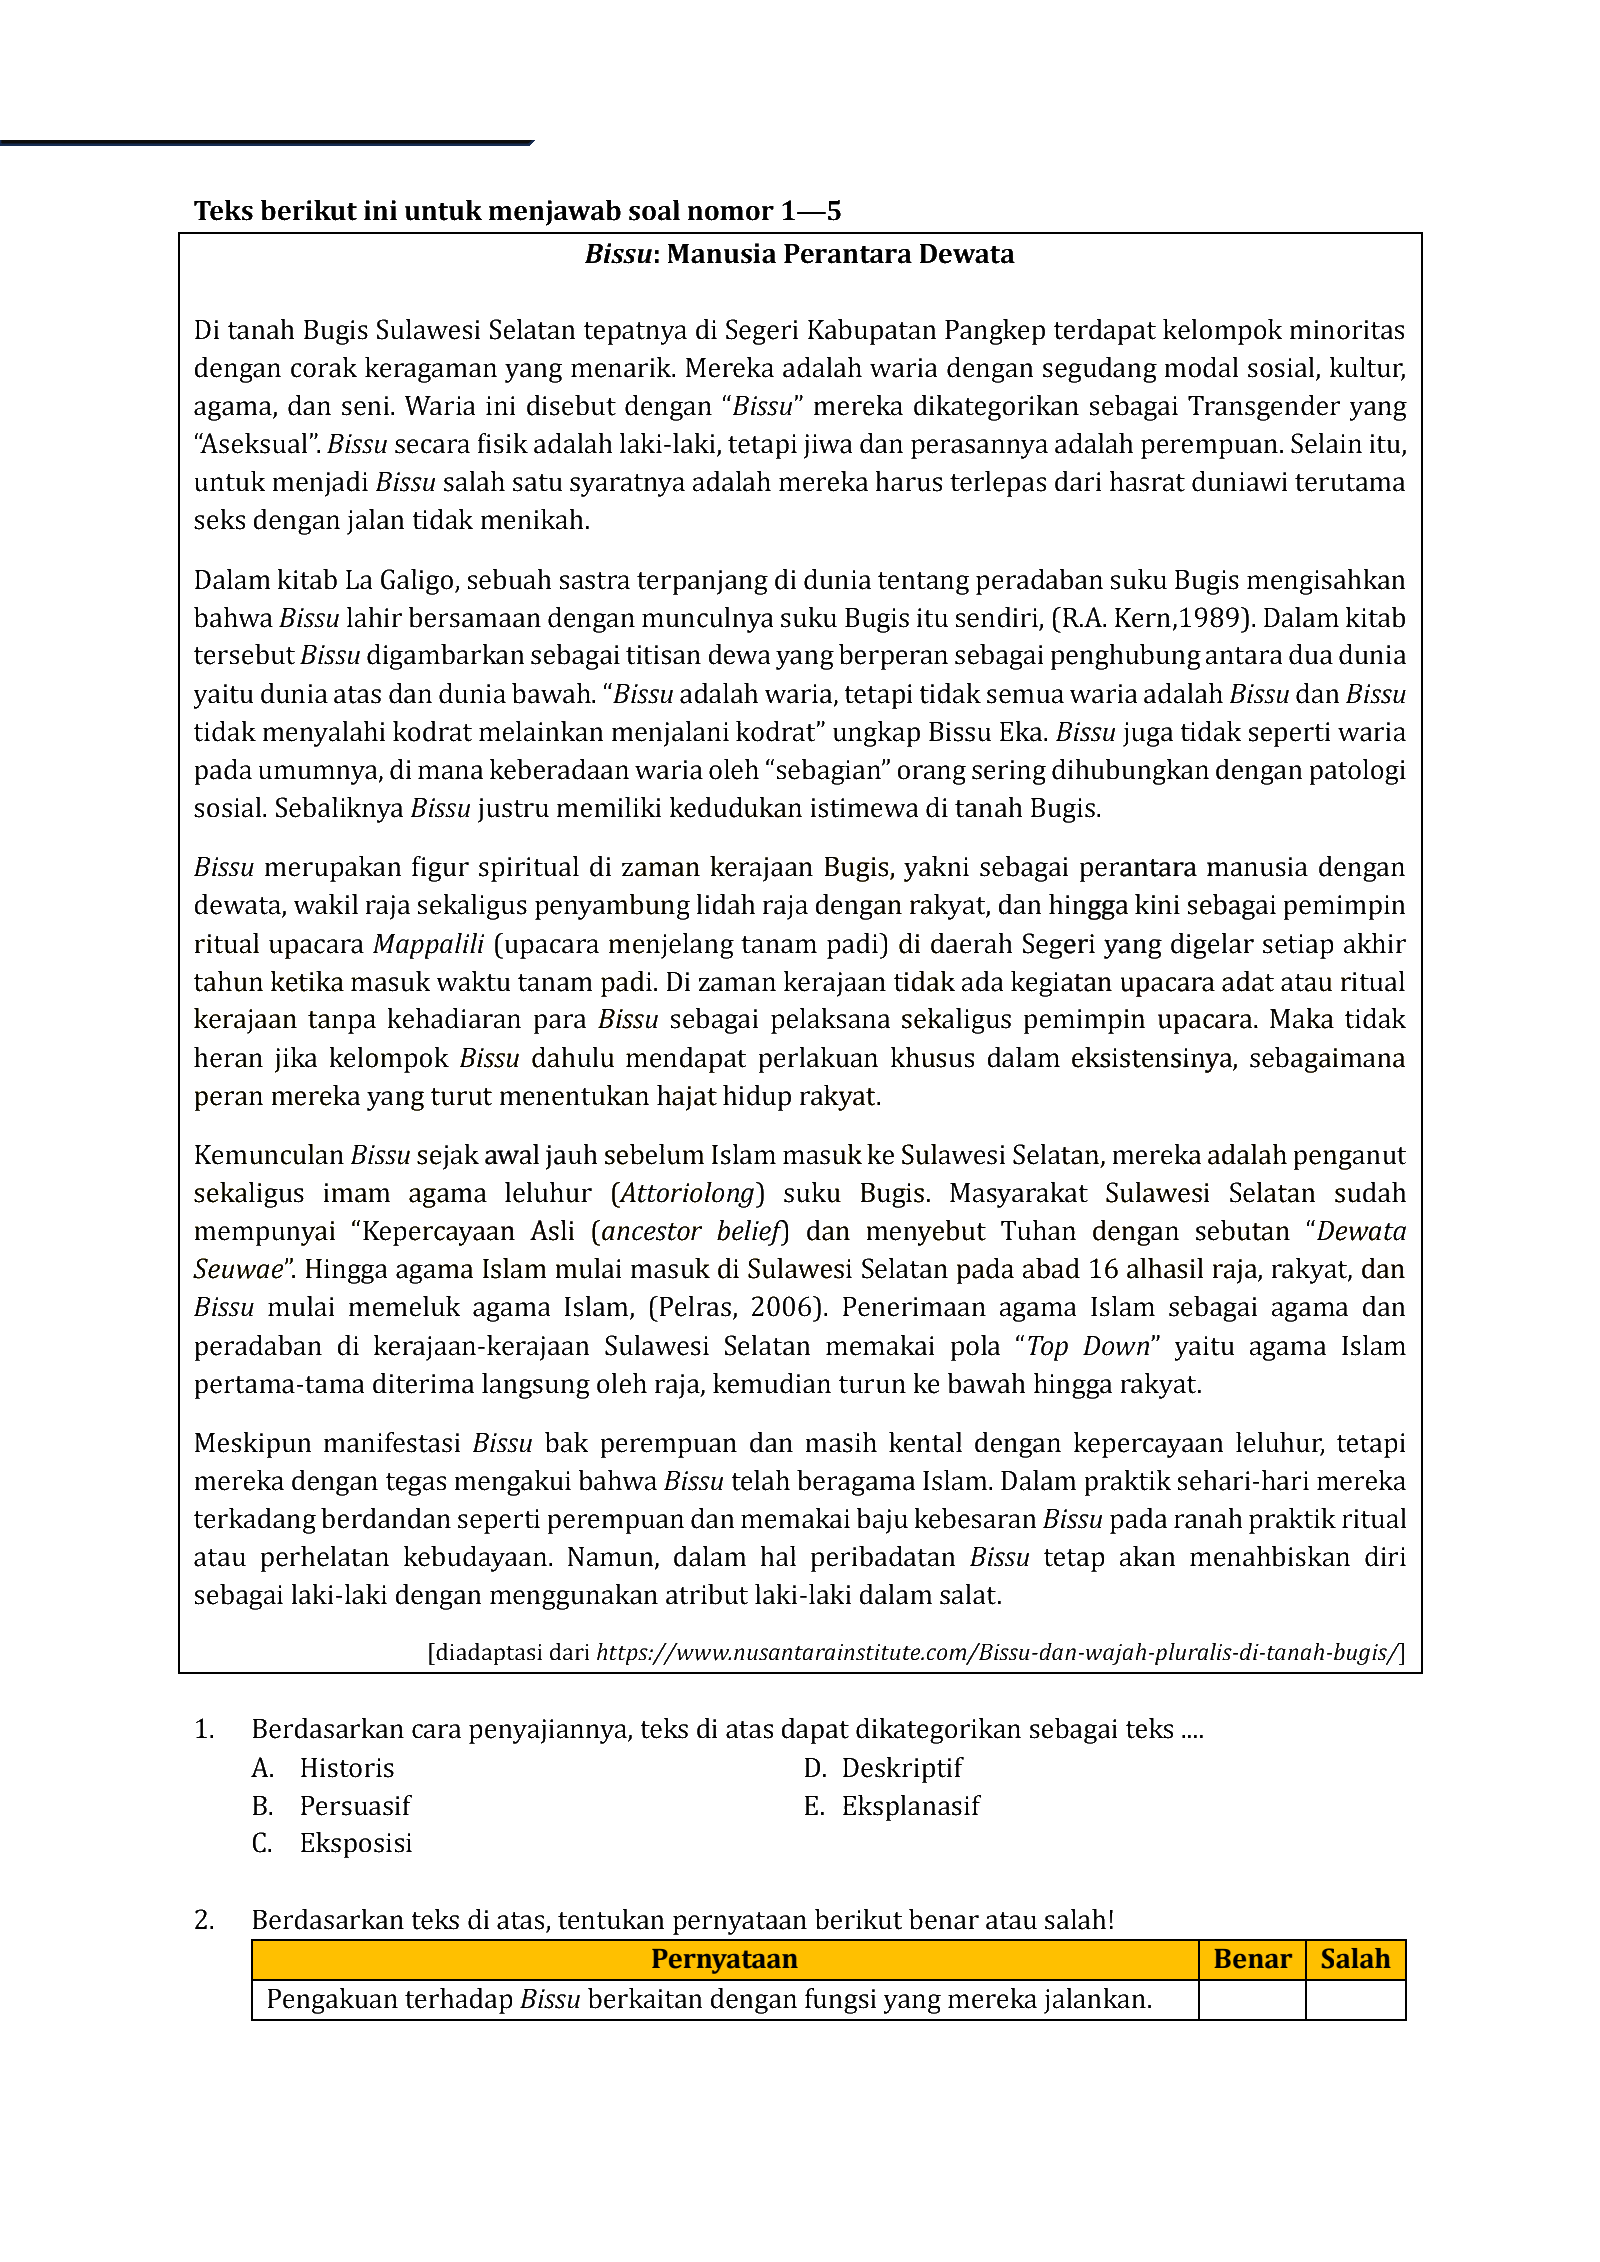 Teks berikut ini untuk menjawab soal nomor 1—5
Bissu: Manusia Perantara Dewata
Di tanah Bugis Sulawesi Selatan tepatnya di Segeri Kabupatan Pangkep terdapat kelompok minoritas
dengan corak keragaman yang menarik. Mereka adalah waria dengan segudang modal sosial, kultur,
agama, dan seni. Waria ini disebut dengan “Bissu” mereka dikategorikan sebagai Transgender yang
“Aseksual”. Bissu secara fisik adalah laki-laki, tetapi jiwa dan perasannya adalah perempuan. Selain itu,
untuk menjadi Bissu salah satu syaratnya adalah mereka harus terlepas dari hasrat duniawi terutama
seks dengan jalan tidak menikah.
Dalam kitab La Galigo, sebuah sastra terpanjang di dunia tentang peradaban suku Bugis mengisahkan
bahwa Bissu lahir bersamaan dengan munculnya suku Bugis itu sendiri, (R.A. Kern,1989). Dalam kitab
tersebut Bissu digambarkan sebagai titisan dewa yang berperan sebagai penghubung antara dua dunia
yaitu dunia atas dan dunia bawah. “Bissu adalah waria, tetapi tidak semua waria adalah Bissu dan Bissu
tidak menyalahi kodrat melainkan menjalani kodrat” ungkap Bissu Eka. Bissu juga tidak seperti waria
pada umumnya, di mana keberadaan waria oleh “sebagian” orang sering dihubungkan dengan patologi
sosial. Sebaliknya Bissu justru memiliki kedudukan istimewa di tanah Bugis.
Bissu merupakan figur spiritual di zaman kerajaan Bugis, yakni sebagai perantara manusia dengan
dewata, wakil raja sekaligus penyambung lidah raja dengan rakyat, dan hingga kini sebagai pemimpin
ritual upacara Mappalili (upacara menjelang tanam padi) di daerah Segeri yang digelar setiap akhir
tahun ketika masuk waktu tanam padi. Di zaman kerajaan tidak ada kegiatan upacara adat atau ritual
kerajaan tanpa kehadiaran para Bissu sebagai pelaksana sekaligus pemimpin upacara. Maka tidak
heran jika kelompok Bissu dahulu mendapat perlakuan khusus dalam eksistensinya, sebagaimana
peran mereka yang turut menentukan hajat hidup rakyat.
Kemunculan Bissu sejak awal jauh sebelum Islam masuk ke Sulawesi Selatan, mereka adalah penganut
sekaligus imam agama leluhur (Attoriolong) suku Bugis. Masyarakat Sulawesi Selatan sudah
mempunyai “Kepercayaan Asli (ancestor belief) dan menyebut Tuhan dengan sebutan “Dewata
Seuwae”. Hingga agama Islam mulai masuk di Sulawesi Selatan pada abad 16 alhasil raja, rakyat, dan
Bissu mulai memeluk agama Islam, (Pelras, 2006). Penerimaan agama Islam sebagai agama dan
peradaban di kerajaan-kerajaan Sulawesi Selatan memakai pola “Top Down” yaitu agama Islam
pertama-tama diterima langsung oleh raja, kemudian turun ke bawah hingga rakyat.
Meskipun manifestasi Bissu bak perempuan dan masih kental dengan kepercayaan leluhur, tetapi
mereka dengan tegas mengakui bahwa Bissu telah beragama Islam. Dalam praktik sehari-hari mereka
terkadang berdandan seperti perempuan dan memakai baju kebesaran Bissu pada ranah praktik ritual
atau perhelatan kebudayaan. Namun, dalam hal peribadatan Bissu tetap akan menahbiskan diri
sebagai laki-laki dengan menggunakan atribut laki-laki dalam salat.
[diadaptasi dari https://www.nusantarainstitute.com/Bissu-dan-wajah-pluralis-di-tanah-bugis/]
1. Berdasarkan cara penyajiannya, teks di atas dapat dikategorikan sebagai teks ....
A. Historis
B. Persuasif
C. Eksposisi
D. Deskriptif
E. Eksplanasif
2. Berdasarkan teks di atas, tentukan pernyataan berikut benar atau salah!
Pernyataan Benar Salah
Pengakuan terhadap Bissu berkaitan dengan fungsi yang mereka jalankan.